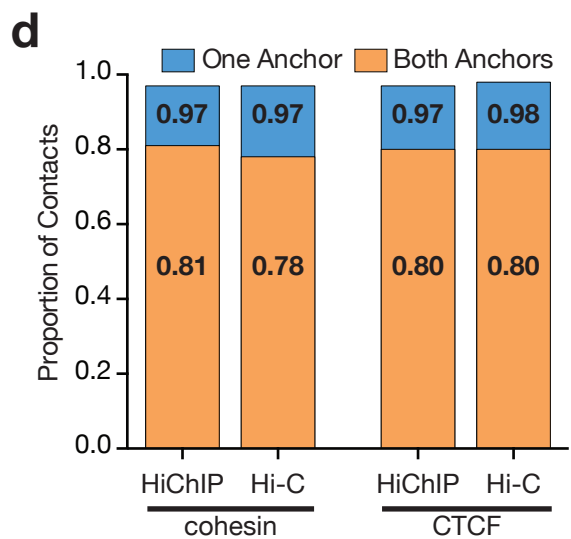 d
One Anchor Both Anchors
Proportion of Contacts
1.0
0.8
0.6
0.4
0.2
0.0
0.97 0.97 0.97 0.98
0.81 0.78 0.80 0.80
HiChIP Hi-C HiChIP Hi-C
cohesin CTCF